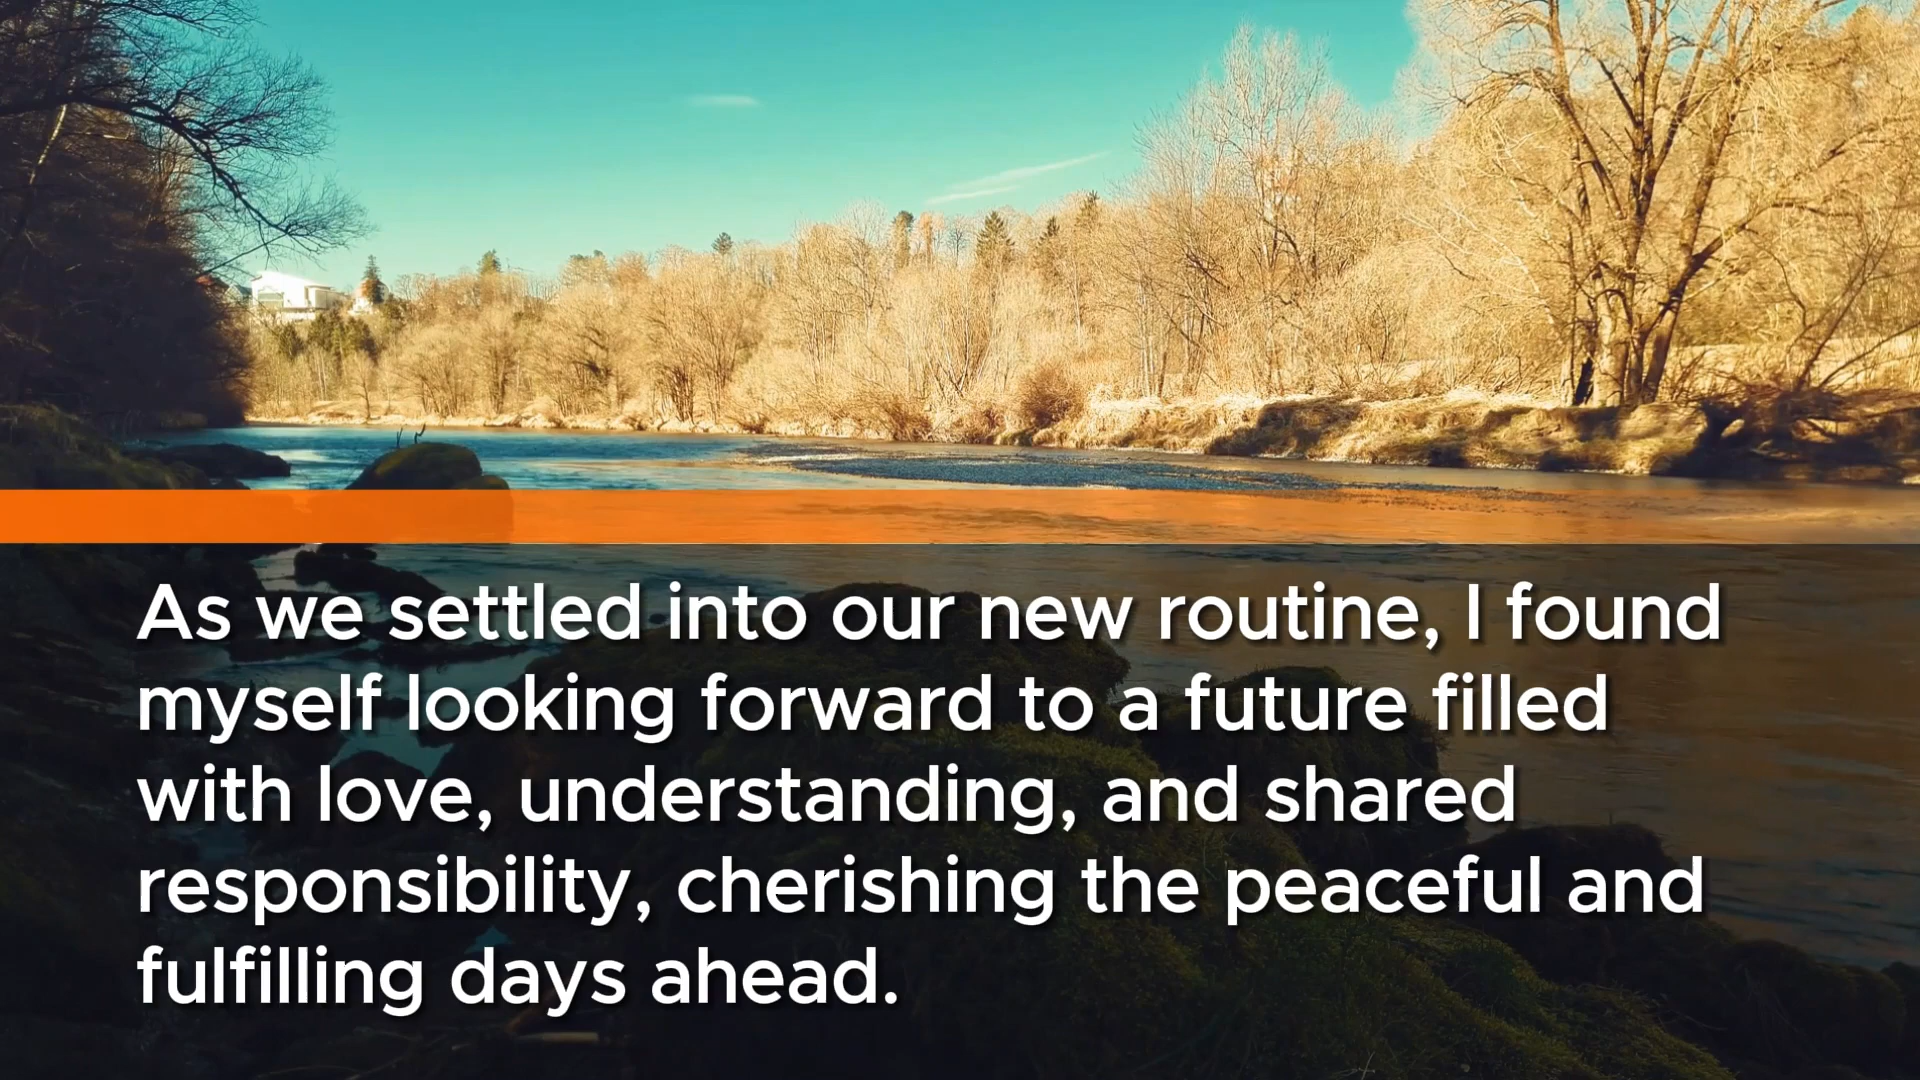 As we settled into our new routine, I found
myself looking forward to a future filled
with love, understanding, and shared
responsibility, cherishing the peaceful and
fulfilling days ahead.